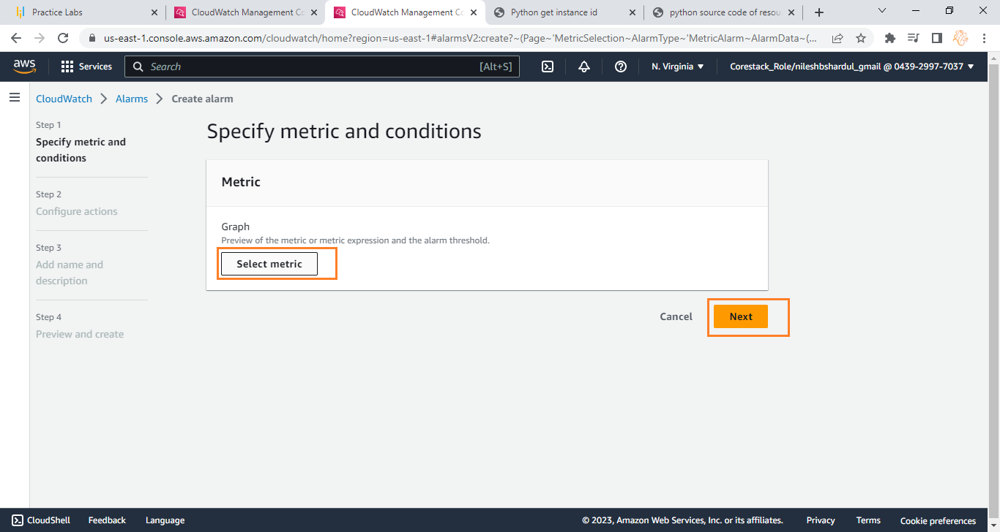 Practice Labs
CloudWatch Management Co
CloudWatch Management Co
Python get instance id
python source code of resou
us-east-1.console.aws.amazon.com/cloudwatch/home?region=us-east-1#alarmsV2:create?~(Page~'MetricSelection~AlarmType~'MetricAlarm~AlarmData~(...
aws
Services
Search
[Alt+S]
N. Virginia
Corestack_Role/nileshbshardul_gmail @ 0439-2997-7037
CloudWatch
Alarms
Create alarm
Step 1
Specify metric and
conditions
Step 2
Configure actions
Step 3
Add name and
description
Step 4
Preview and create
Specify metric and conditions
Metric
Graph
Preview of the metric or metric expression and the alarm threshold.
Select metric
Cancel
Next
CloudShell
Feedback
Language
© 2023, Amazon Web Services, Inc. or its affiliates.
Privacy
Terms
Cookie preferences